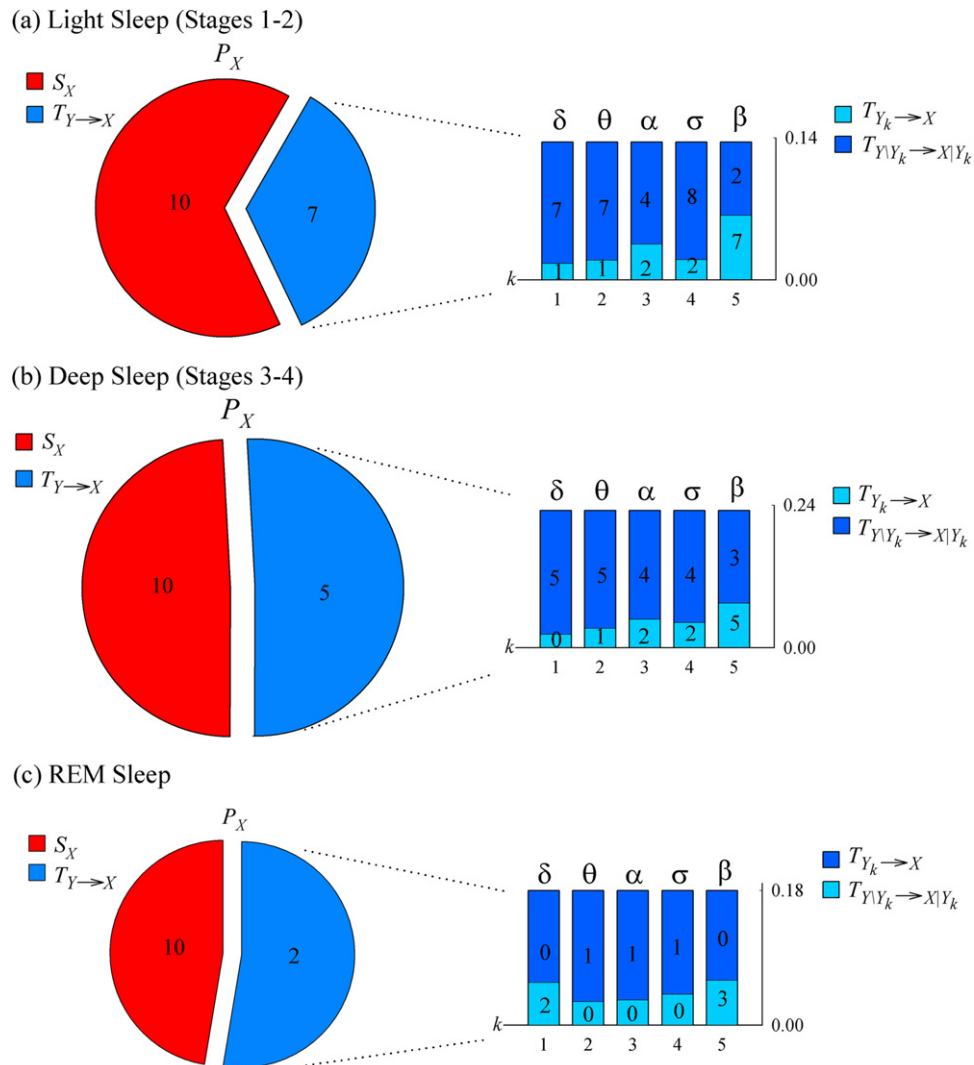 (a) Light Sleep (Stages 1-2)
P_X
S_X
T_{Y→X}
10
7
δ θ α σ β
T_{Y_k→X}
T_{Y\Y_k→X|Y_k}
0.14
7 7 4 8 2
1 1 2 2 7
k
0.00
1 2 3 4 5
(b) Deep Sleep (Stages 3-4)
P_X
S_X
T_{Y→X}
10
5
δ θ α σ β
T_{Y_k→X}
T_{Y\Y_k→X|Y_k}
0.24
5 5 4 4 3
0 1 2 2 5
k
0.00
1 2 3 4 5
(c) REM Sleep
P_X
S_X
T_{Y→X}
10
2
δ θ α σ β
T_{Y_k→X}
T_{Y\Y_k→X|Y_k}
0.18
0 1 1 1 0
2 0 0 0 3
k
0.00
1 2 3 4 5